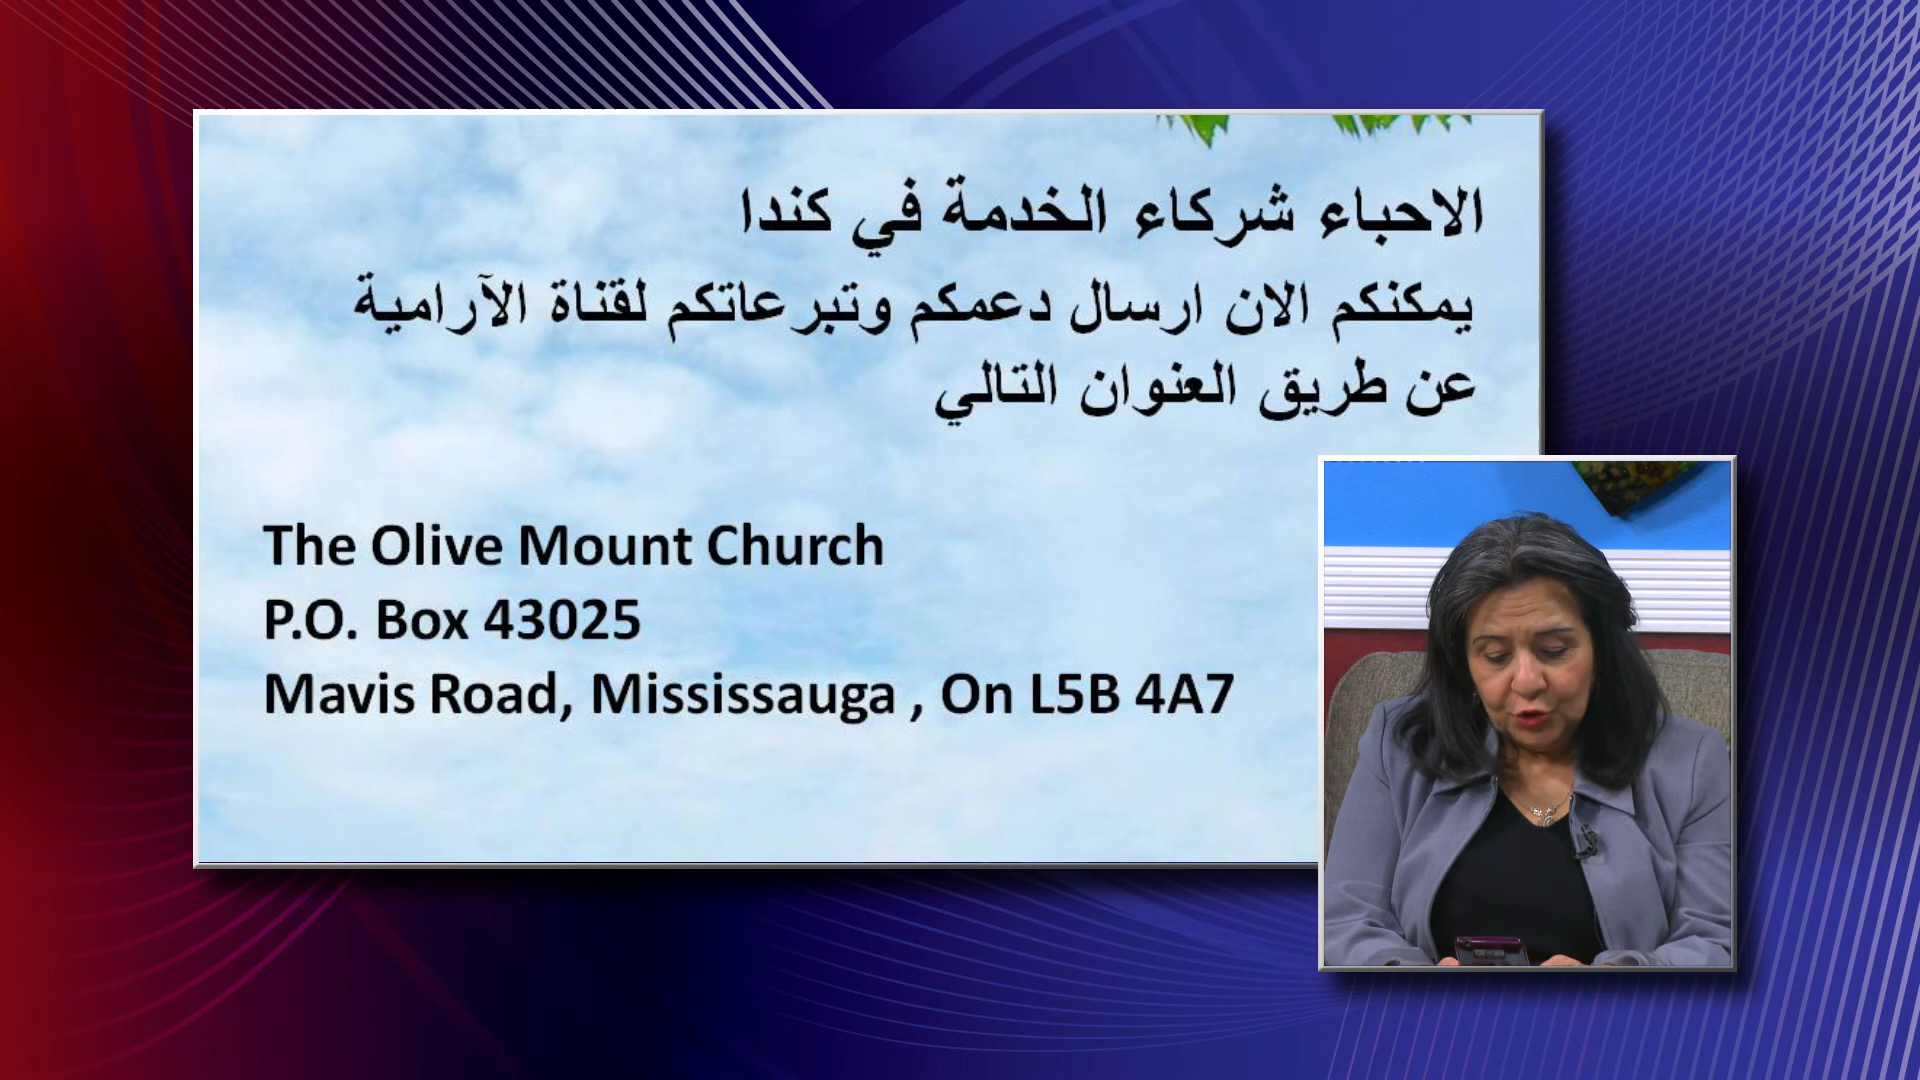 الاحباء شركاء الخدمة في كندا
يمكنكم الان ارسال دعمكم وتبرعاتكم لقناة الآرامية
عن طريق العنوان التالي
The Olive Mount Church
P.O. Box 43025
Mavis Road, Mississauga , On L5B 4A7